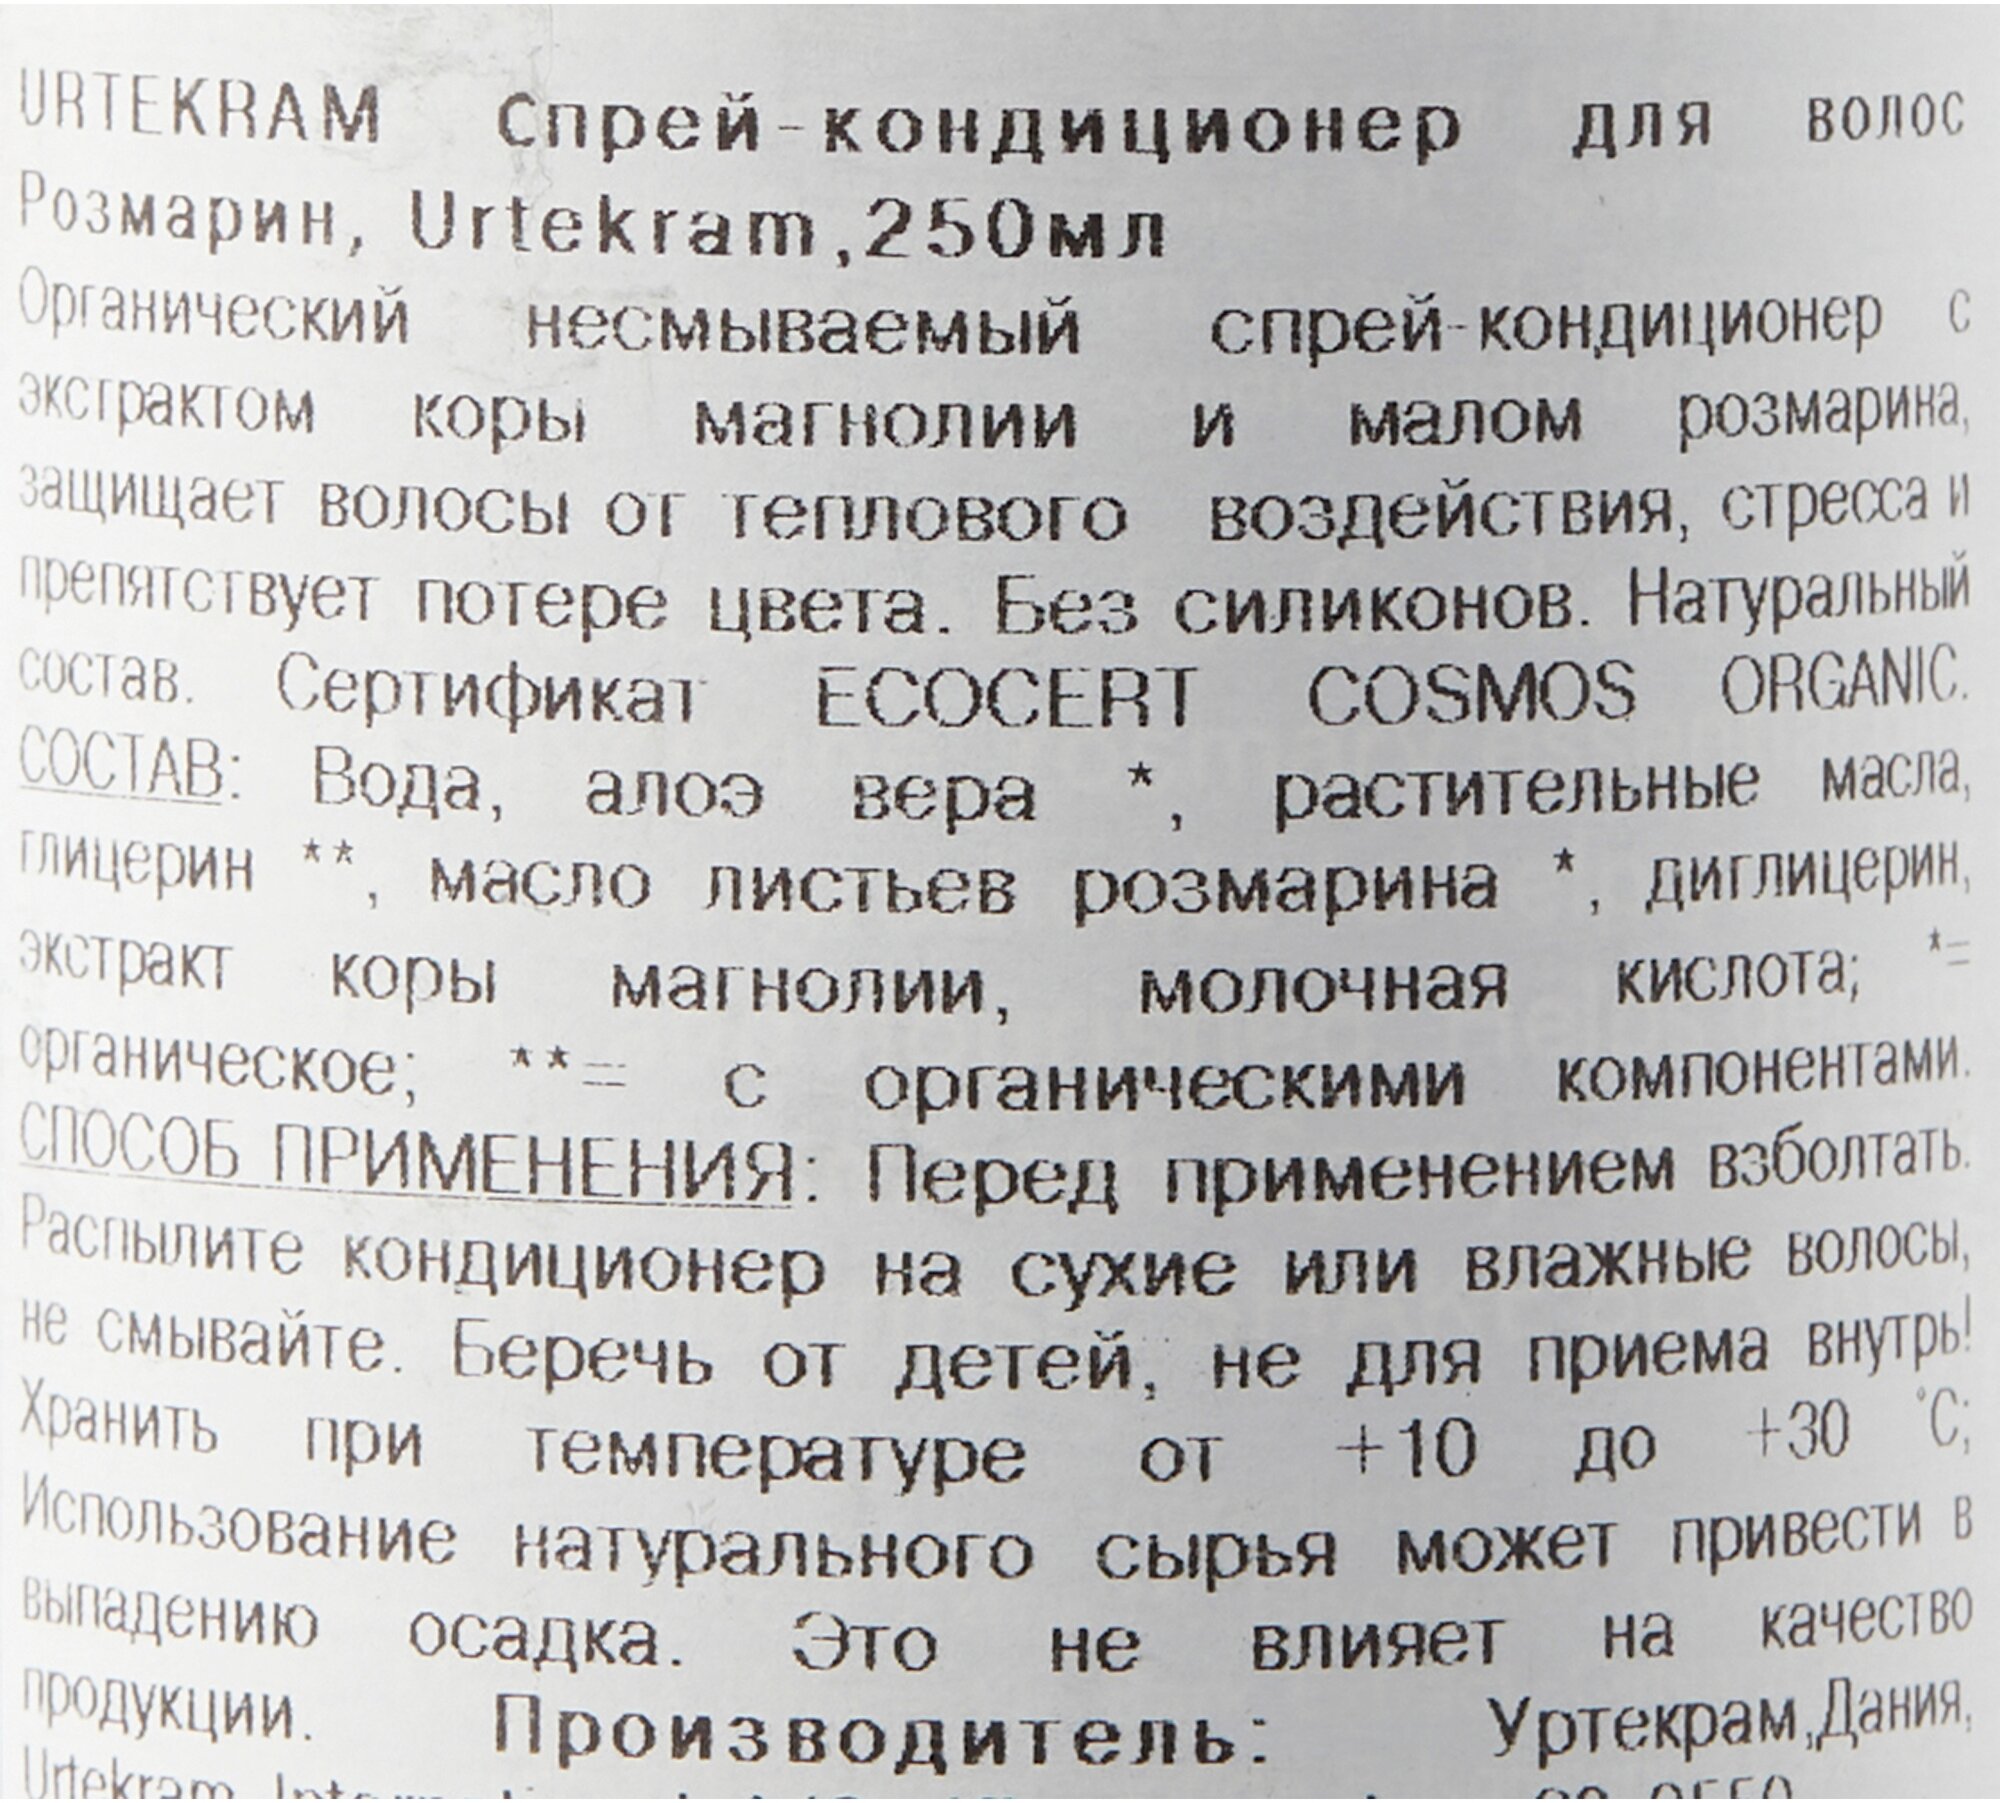 URTEKRAM Спрей-кондиционер для волос
Розмарин, Urtekram,250мл
Органический несмываемый спрей-кондиционер с
экстрактом коры магнолии и малом розмарина,
защищает волосы от теплового воздействия, стресса и
препятствует потере цвета. Без силиконов. Натуральный
состав. Сертификат ECOCERT COSMOS ORGANIC.
СОСТАВ: Вода, алоэ вера *, растительные масла,
глицерин **, масло листьев розмарина *, диглицерин,
экстракт коры магнолии, молочная кислота; *=
органическое; **= с органическими компонентами.
СПОСОБ ПРИМЕНЕНИЯ: Перед применением взболтать.
Распылите кондиционер на сухие или влажные волосы,
не смывайте. Беречь от детей, не для приема внутрь!
Хранить при температуре от +10 до +30 °C;
Использование натурального сырья может привести в
выпадению осадка. Это не влияет на качество
продукции. Производитель: Уртекрам,Дания,
Urtekram